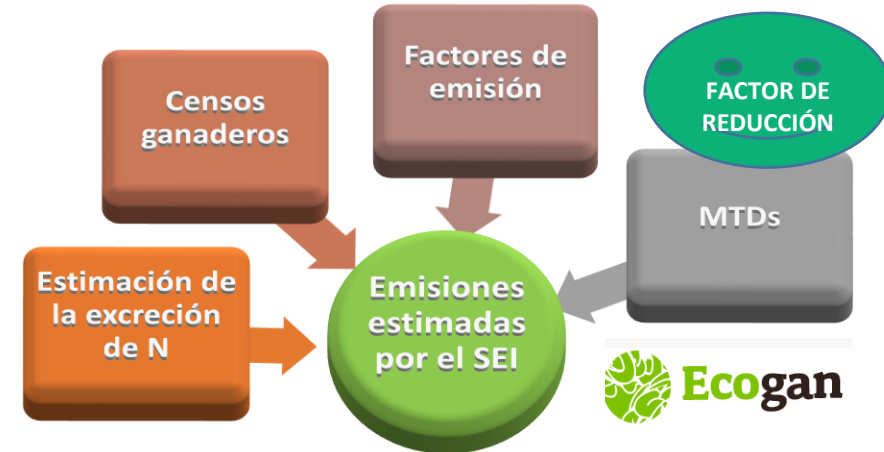 Censos
ganaderos
Factores de
emisión
FACTOR DE
REDUCCIÓN
MTDs
Estimación de
la excreción
de N
Emisiones
estimadas
por el SEI
Ecogan